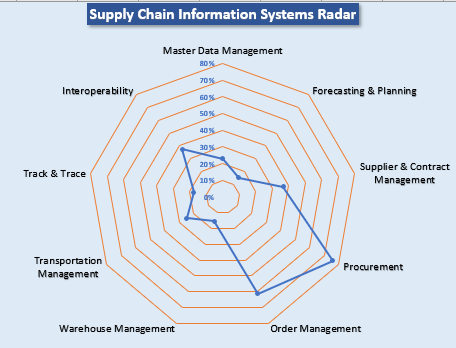 Supply Chain Information Systems Radar
Master Data Management
80%
70%
60%
50%
40%
30%
20%
10%
0%
Forecasting & Planning
Supplier & Contract
Management
Procurement
Order Management
Warehouse Management
Transportation
Management
Track & Trace
Interoperability